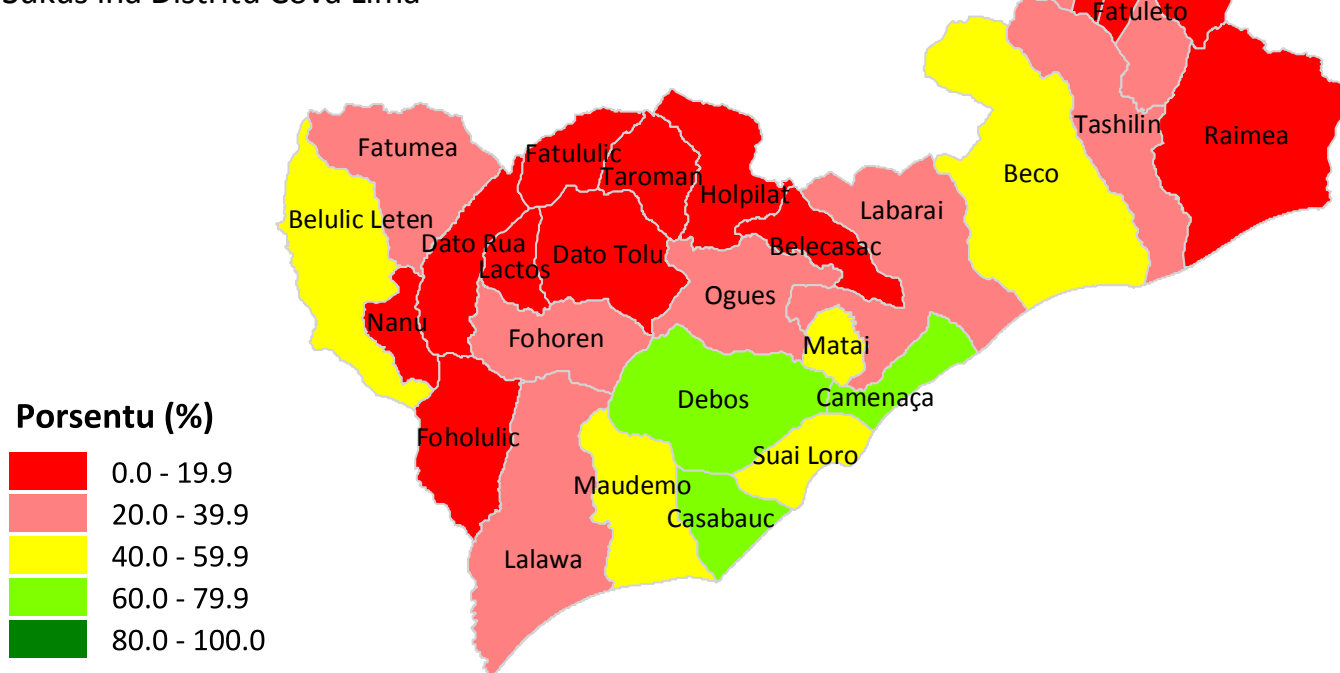 Fatuleto
Tashilin
Raimea
Fatumea
Fatululic
Taroman
Holpilat
Beco
Labarai
Belulic Leten
Dato Rua
Lactos
Dato Tolu
Belecasac
Ogues
Nanu
Fohoren
Matai
Debos
Camenaça
Foholulic
Suai Loro
Maudemo
Casabauc
Lalawa
Porsentu (%)
0.0 - 19.9
20.0 - 39.9
40.0 - 59.9
60.0 - 79.9
80.0 - 100.0